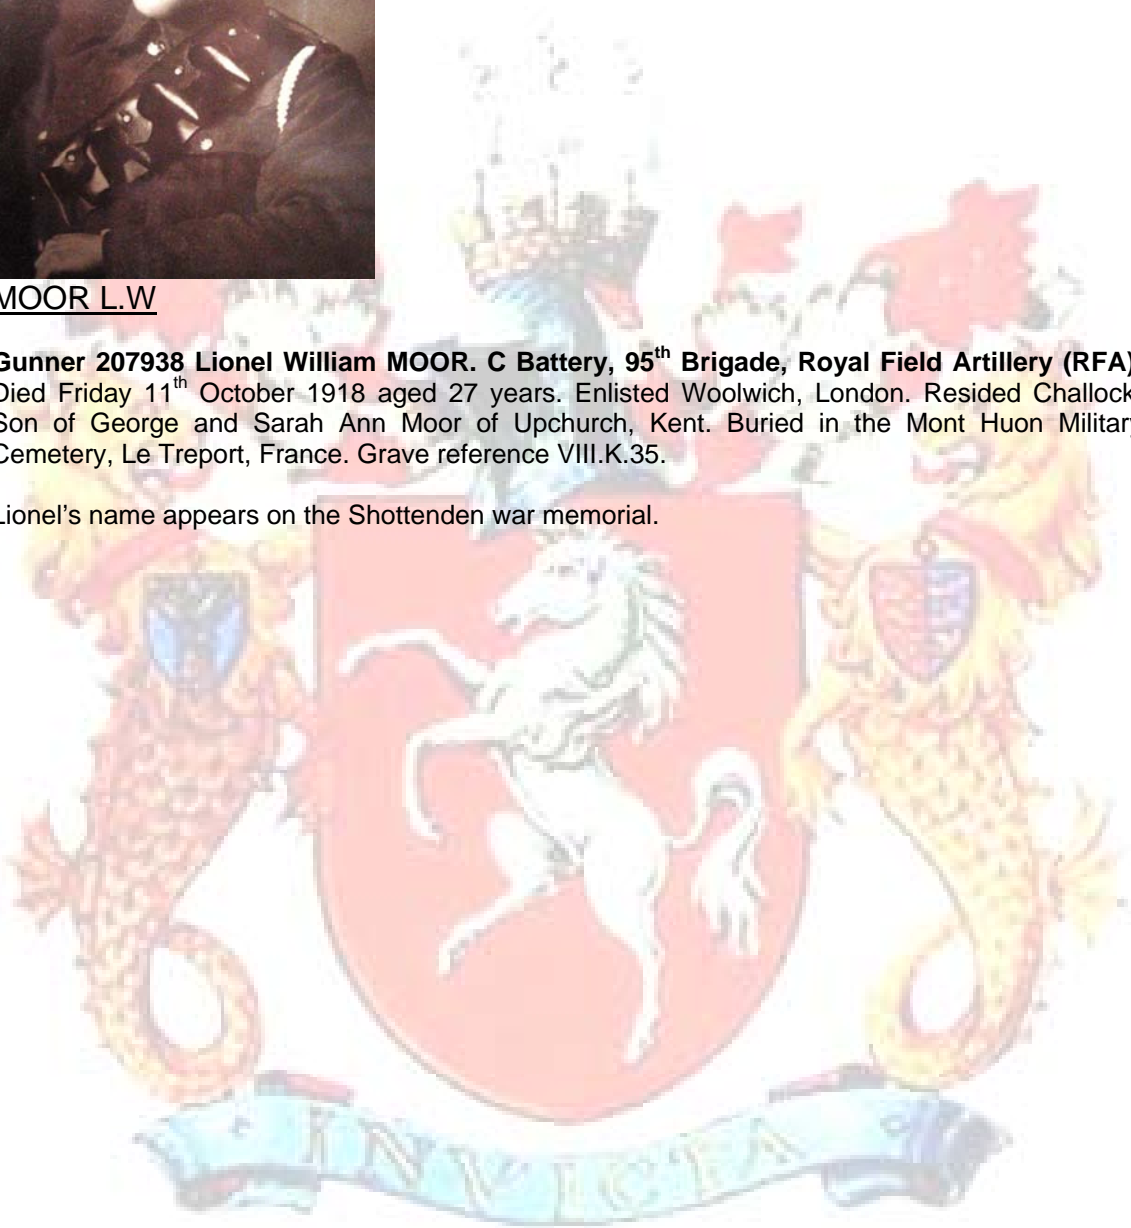 MOOR L.W
Gunner 207938 Lionel William MOOR. C Battery, 95th Brigade, Royal Field Artillery (RFA)
Died Friday 11th October 1918 aged 27 years. Enlisted Woolwich, London. Resided Challock
Son of George and Sarah Ann Moor of Upchurch, Kent. Buried in the Mont Huon Military
Cemetery, Le Treport, France. Grave reference VIII.K.35.
Lionel's name appears on the Shottenden war memorial.
INVICTA